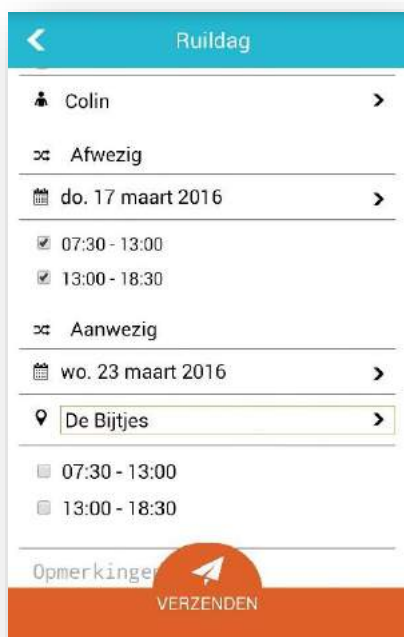 Ruildag
Colin
Afwezig
do. 17 maart 2016
07:30 - 13:00
13:00 - 18:30
Aanwezig
wo. 23 maart 2016
De Bijtjes
07:30 - 13:00
13:00 - 18:30
VERZENDEN